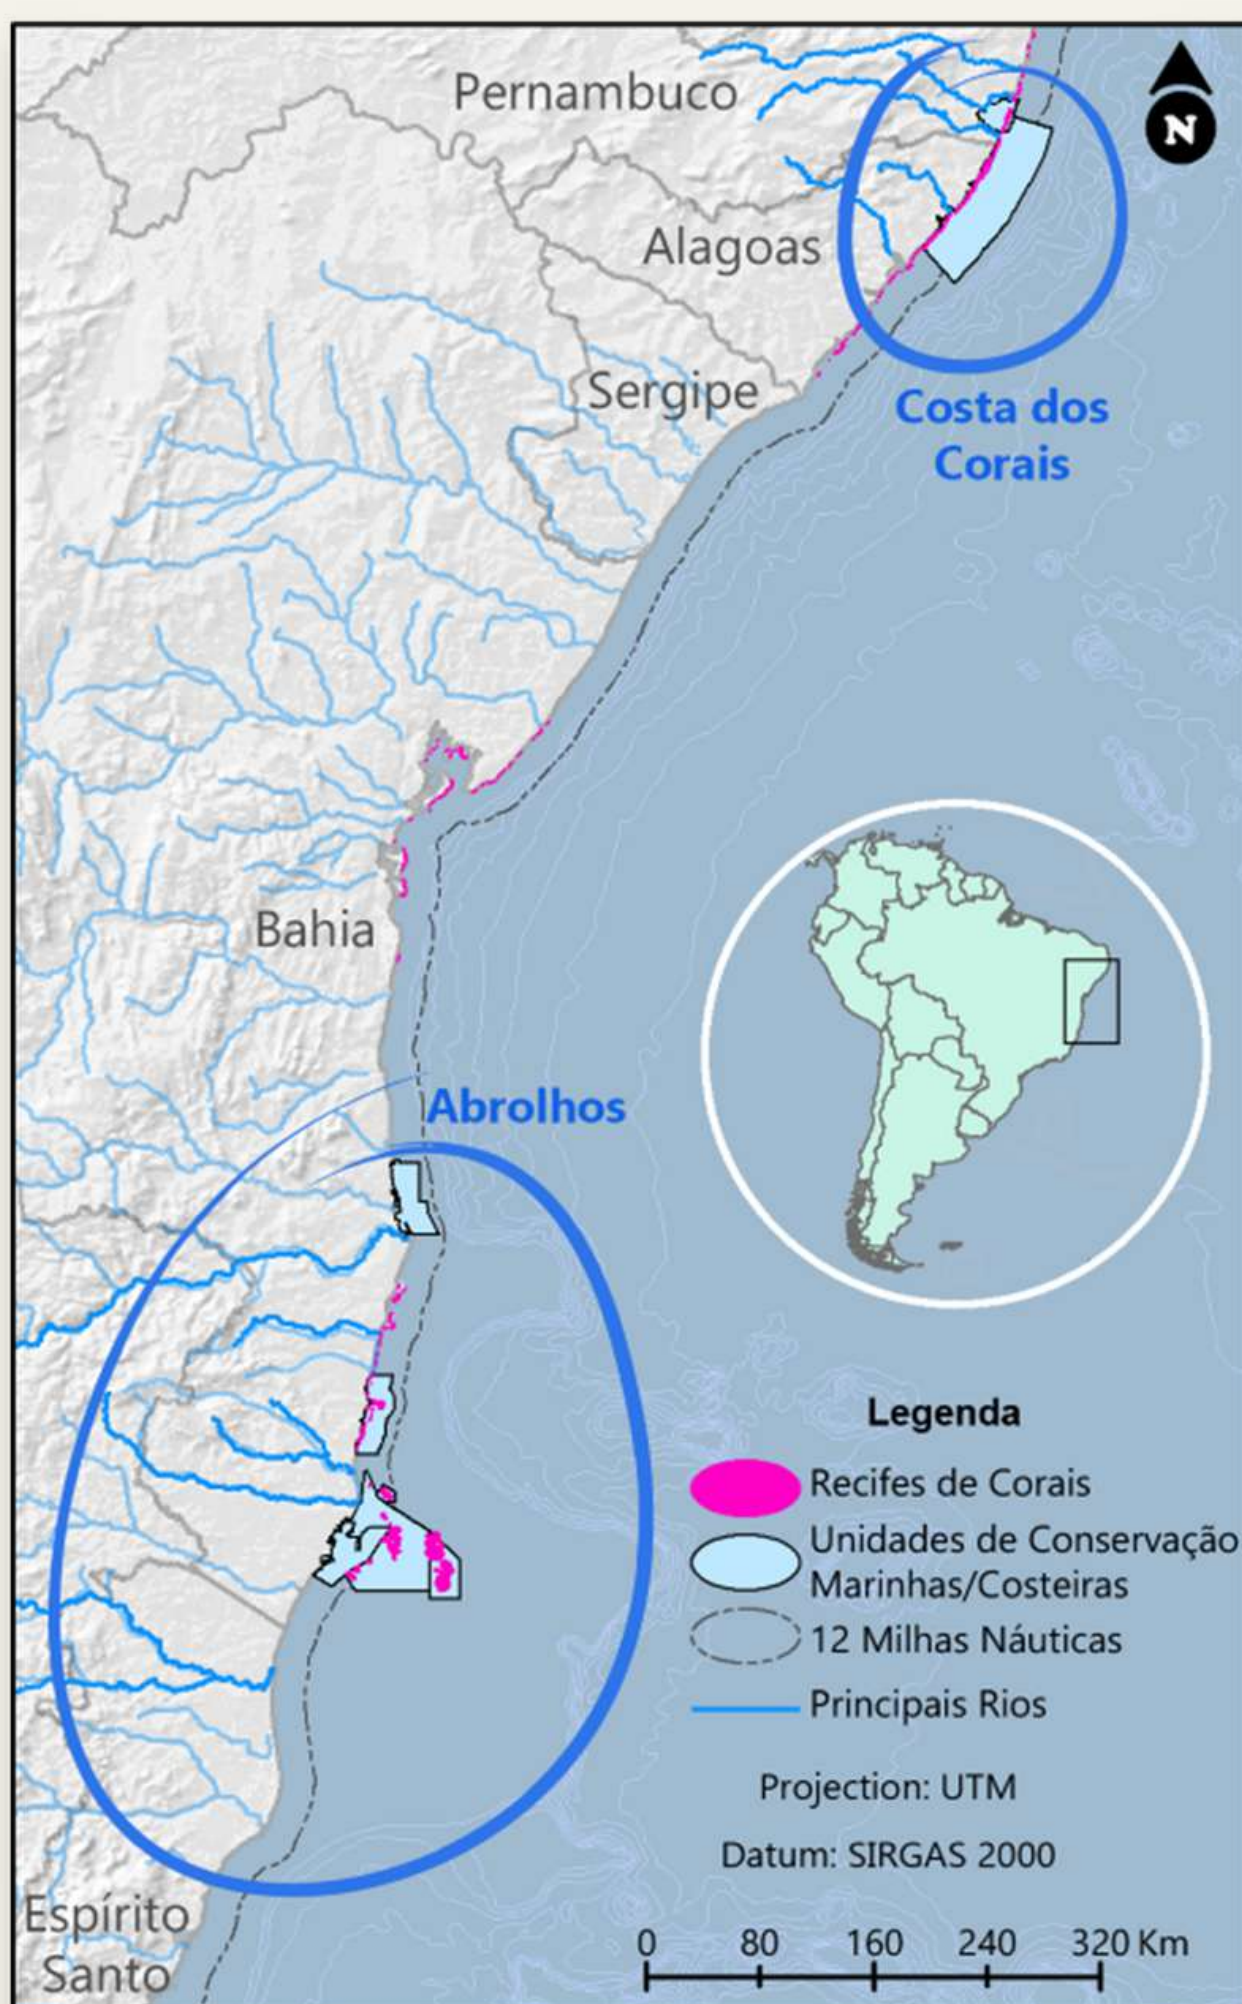 Pernambuco
N
Alagoas
Sergipe
Costa dos
Corais
Bahia
Abrolhos
Legenda
Recifes de Corais
Unidades de Conservação
Marinhas/Costeiras
12 Milhas Náuticas
Principais Rios
Projection: UTM
Datum: SIRGAS 2000
Espírito
Santo
0 80 160 240 320 Km